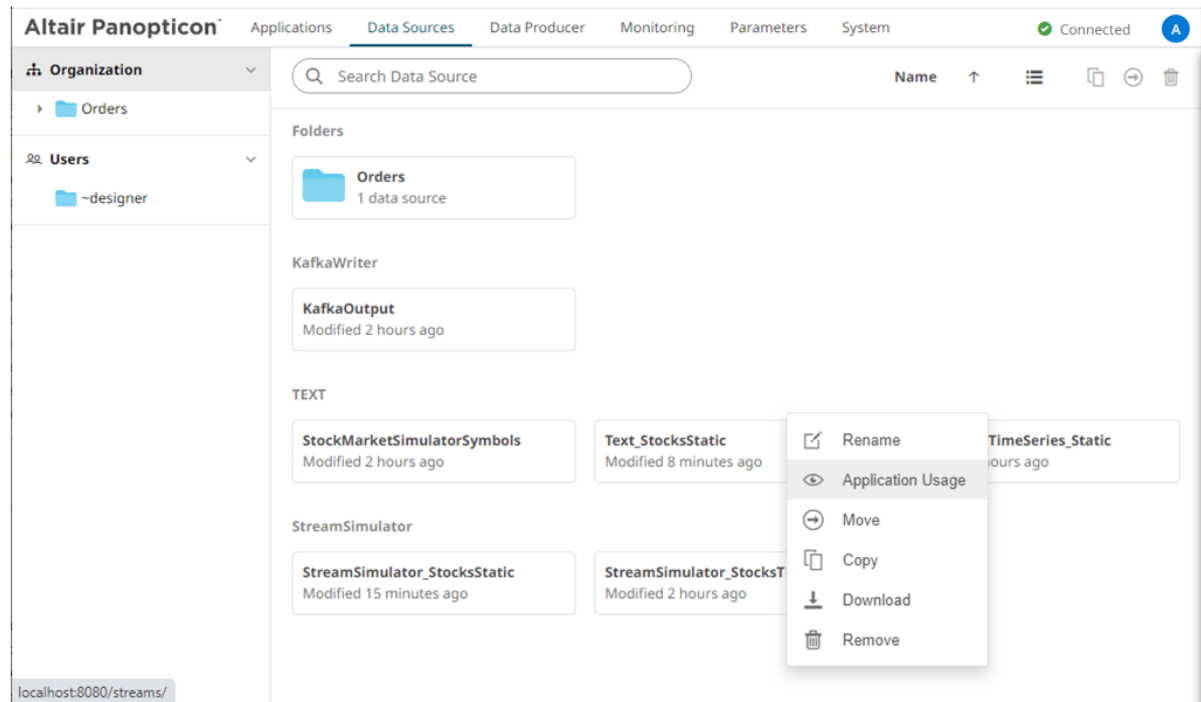 Altair Panopticon™
Applications
Data Sources
Data Producer
Monitoring
Parameters
System
Connected
A
Organization
Orders
Users
~designer
Search Data Source
Name
Folders
Orders
1 data source
KafkaWriter
KafkaOutput
Modified 2 hours ago
TEXT
StockMarketSimulatorSymbols
Modified 2 hours ago
Text_StocksStatic
Modified 8 minutes ago
TimeSeries_Static
ours ago
StreamSimulator
StreamSimulator_StocksStatic
Modified 15 minutes ago
StreamSimulator_StocksTi
Modified 2 hours ago
Rename
Application Usage
Move
Copy
Download
Remove
localhost:8080/streams/